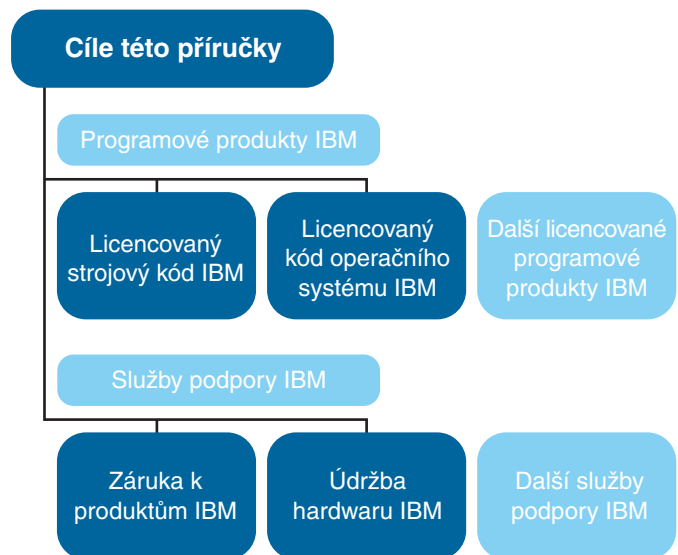 Cíle této příručky
Programové produkty IBM
Licencovaný
strojový kód IBM
Licencovaný
kód operačního
systému IBM
Další licencované
programové
produkty IBM
Služby podpory IBM
Záruka k
produktům IBM
Údržba
hardwaru IBM
Další služby
podpory IBM